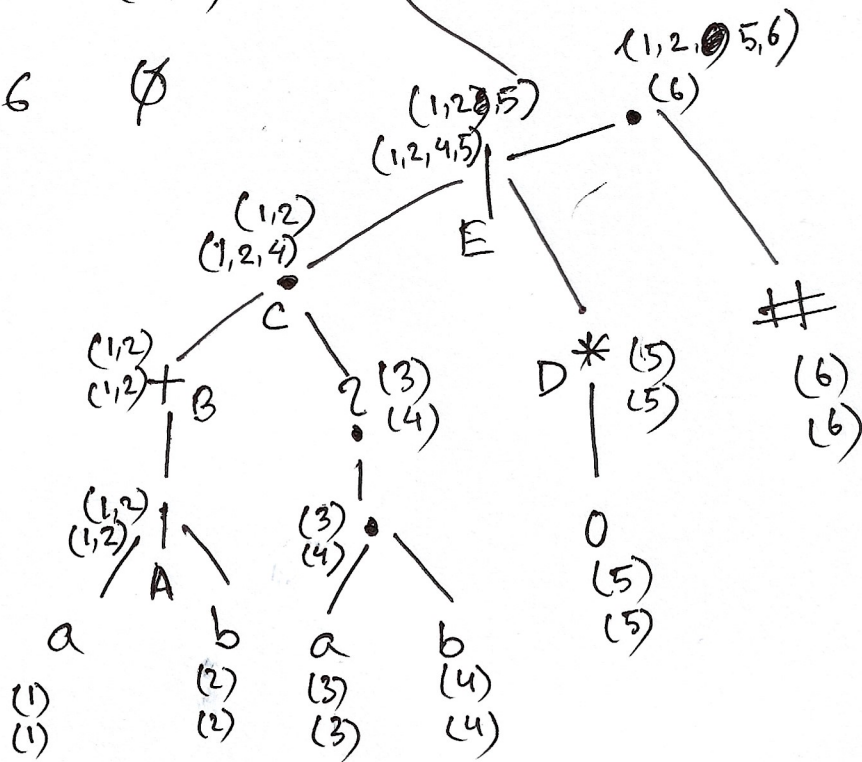 (1,2, 5,6)
6 ∅
(1,2 ,5) • (6)
(1,2,4,5) |
(1,2) E
(1,2,4) •
C #
(1,2) (6)
(1,2) + B ? (3) D * (5) (6)
(4) (5)
(1,2) | (3) • 0
(1,2) (4) (5)
A (5)
a b a b
(1) (2) (3) (4)
(1) (2) (3) (4)